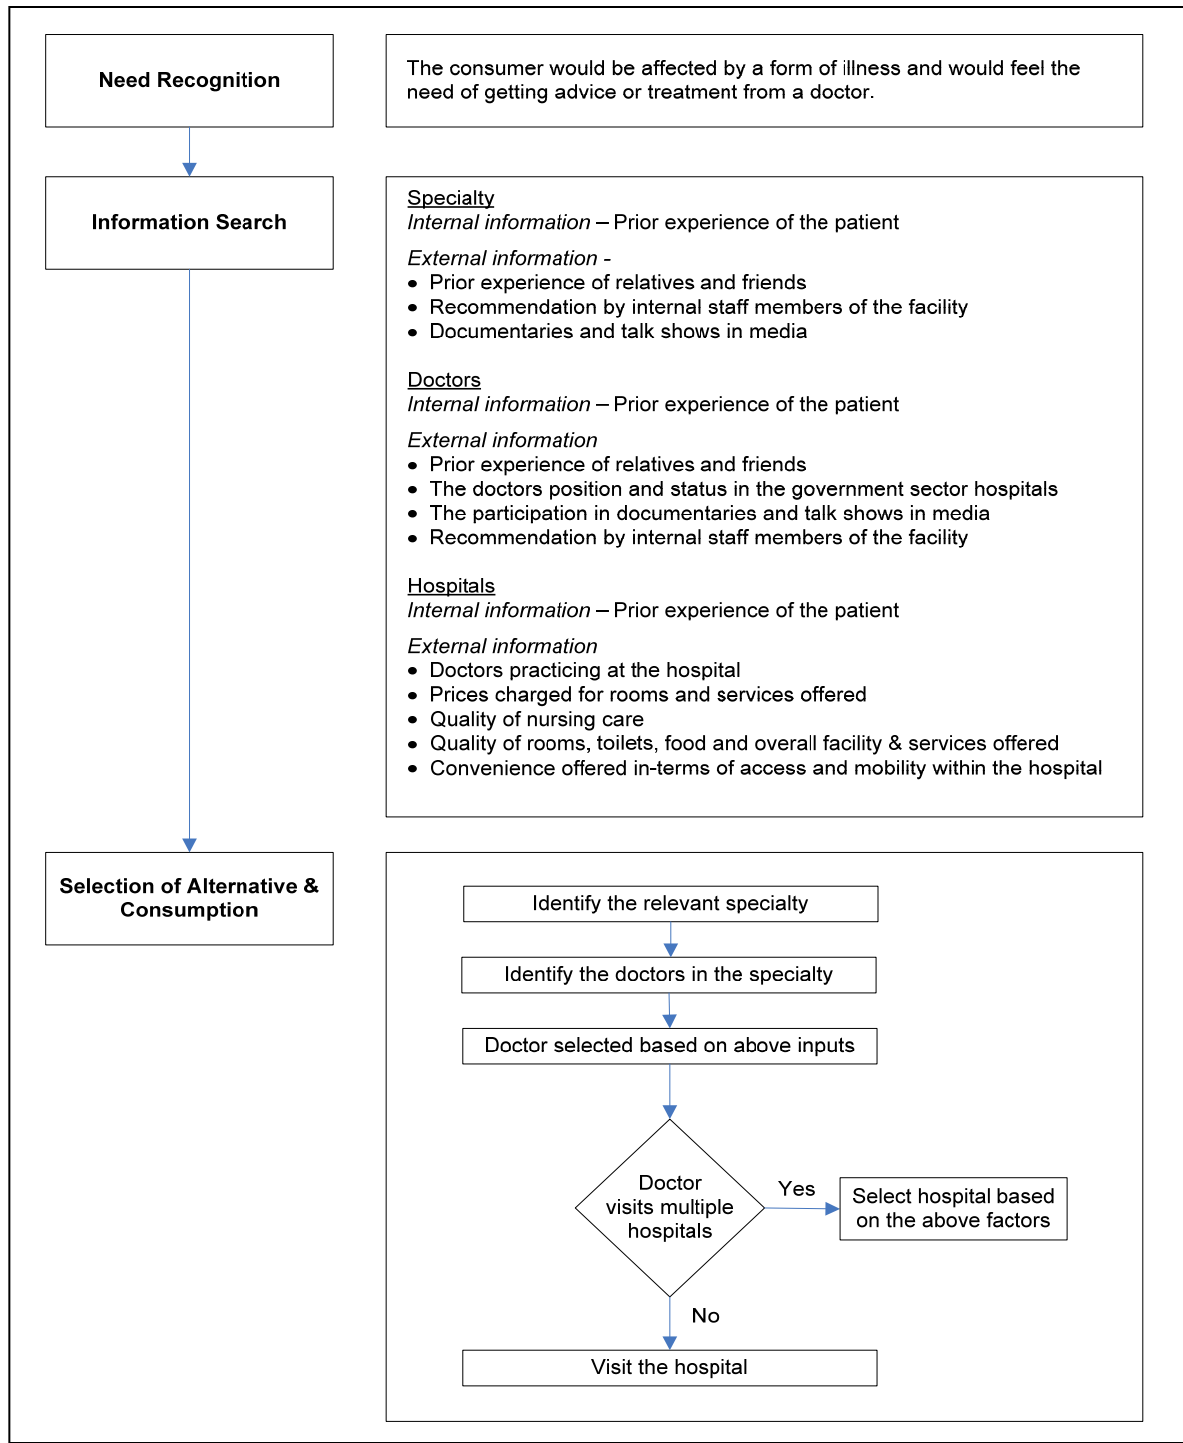 Need Recognition
The consumer would be affected by a form of illness and would feel the
need of getting advice or treatment from a doctor.
Information Search
Specialty
Internal information – Prior experience of the patient
External information -
• Prior experience of relatives and friends
• Recommendation by internal staff members of the facility
• Documentaries and talk shows in media
Doctors
Internal information – Prior experience of the patient
External information
• Prior experience of relatives and friends
• The doctors position and status in the government sector hospitals
• The participation in documentaries and talk shows in media
• Recommendation by internal staff members of the facility
Hospitals
Internal information – Prior experience of the patient
External information
• Doctors practicing at the hospital
• Prices charged for rooms and services offered
• Quality of nursing care
• Quality of rooms, toilets, food and overall facility & services offered
• Convenience offered in-terms of access and mobility within the hospital
Selection of Alternative &
Consumption
Identify the relevant specialty
Identify the doctors in the specialty
Doctor selected based on above inputs
Doctor
visits multiple
hospitals
Yes
Select hospital based
on the above factors
No
Visit the hospital